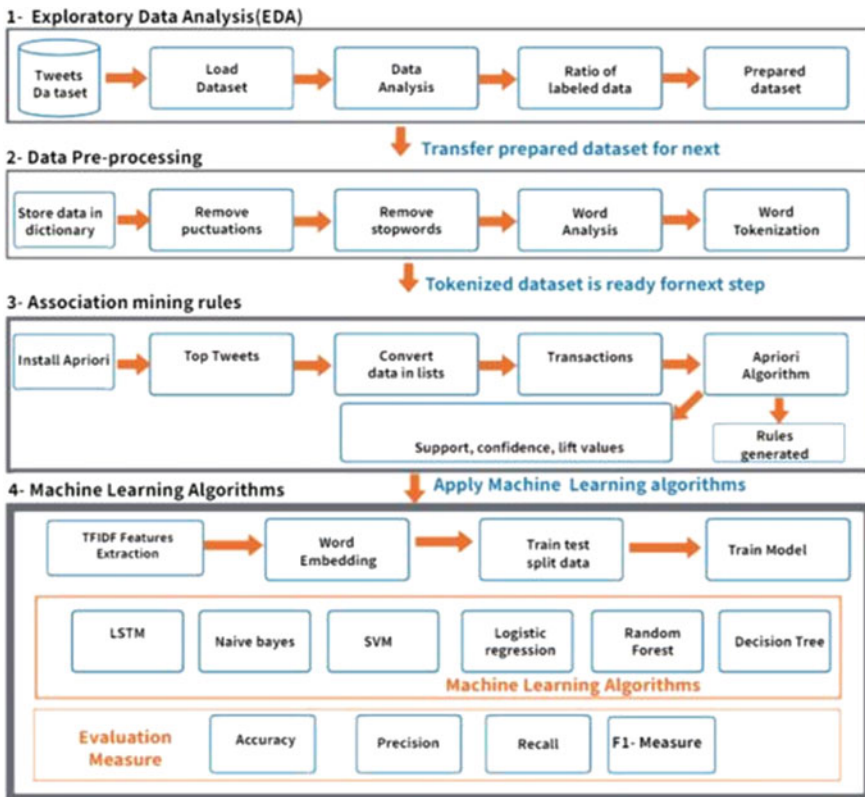 1- Exploratory Data Analysis(EDA)
Tweets
Da taset
Load
Dataset
Data
Analysis
Ratio of
labeled data
Prepared
dataset
Transfer prepared dataset for next
2- Data Pre-processing
Store data in
dictionary
Remove
puctuations
Remove
stopwords
Word
Analysis
Word
Tokenization
Tokenized dataset is ready fornext step
3- Association mining rules
Install Apriori
Top Tweets
Convert
data in lists
Transactions
Apriori
Algorithm
Support, confidence, lift values
Rules
generated
4- Machine Learning Algorithms
Apply Machine Learning algorithms
TFIDF Features
Extraction
Word
Embedding
Train test
split data
Train Model
LSTM
Naive bayes
SVM
Logistic
regression
Random
Forest
Decision Tree
Machine Learning Algorithms
Evaluation
Measure
Accuracy
Precision
Recall
F1- Measure